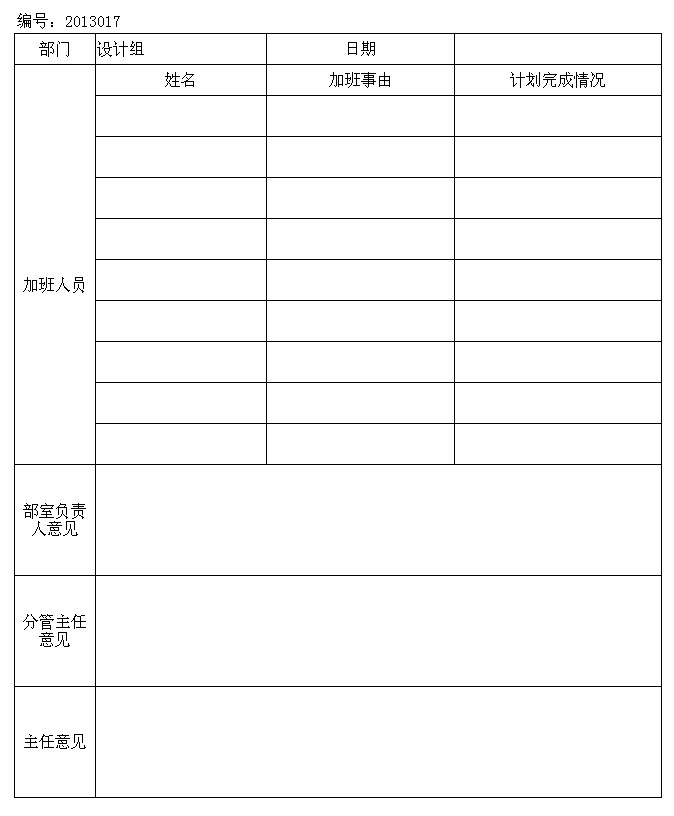 编号：2013017
部门 设计组 日期
姓名 加班事由 计划完成情况
加班人员
部室负责
人意见
分管主任
意见
主任意见